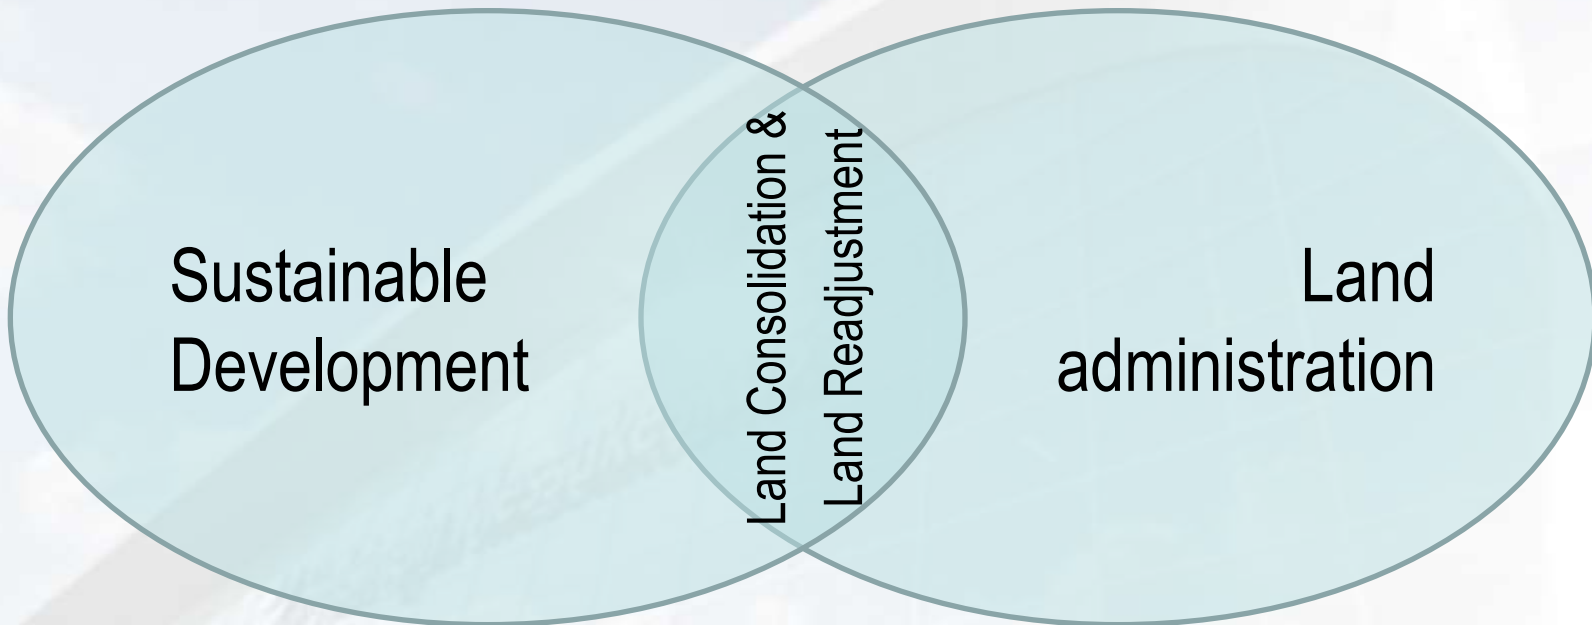 Sustainable
Development
Land Consolidation &
Land Readjustment
Land
administration